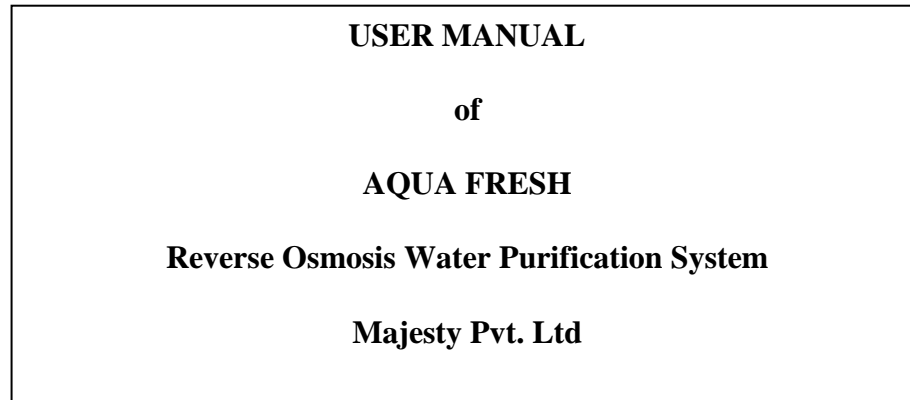 USER MANUAL
of
AQUA FRESH
Reverse Osmosis Water Purification System
Majesty Pvt. Ltd